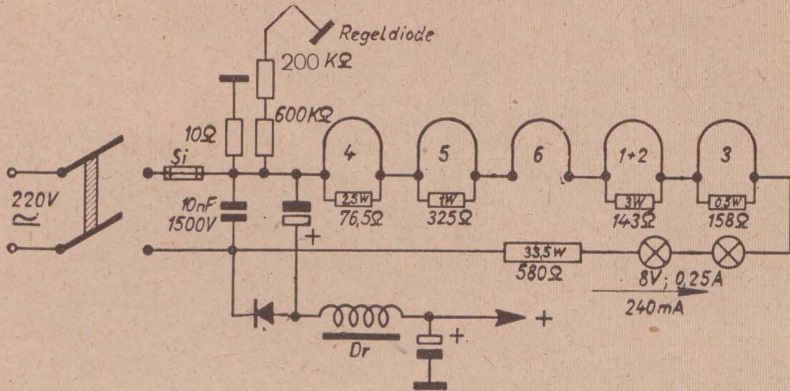 Regeldiode
200 KΩ
600KΩ
10Ω
Si
220V
10nF
1500V
+
4
2,5W
76,5Ω
5
1W
325Ω
6
1+2
3W
143Ω
3
0,5W
158Ω
33,5W
580Ω
8V; 0,25A
240mA
Dr
+
+